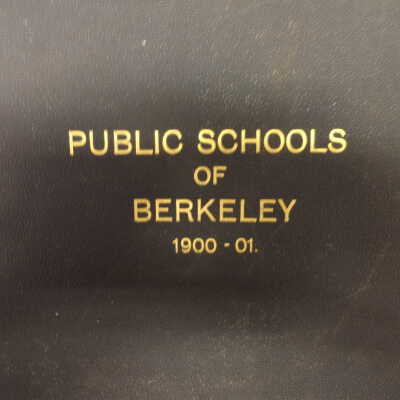 PUBLIC SCHOOLS
OF
BERKELEY
1900 - 01.